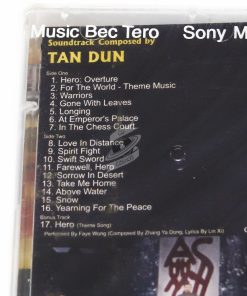 Music Bec Tero Sony M
Soundtrack Composed by
TAN DUN
Side One
1. Hero: Overture
2. For The World - Theme Music
3. Warriors
4. Gone With Leaves
5. Longing
6. At Emperor's Palace
7. In The Chess Court
Side Two
8. Love In Distance
9. Spirit Fight
10. Swift Sword
11. Farewell, Hero
12. Sorrow In Desert
13. Take Me Home
14. Above Water
15. Snow
16. Yearning For The Peace
Bonus Track
17. Hero (Theme Song)
Performed by Faye Wong (Composed By Zhang Ya Dong, Lyrics By Lin Xi)